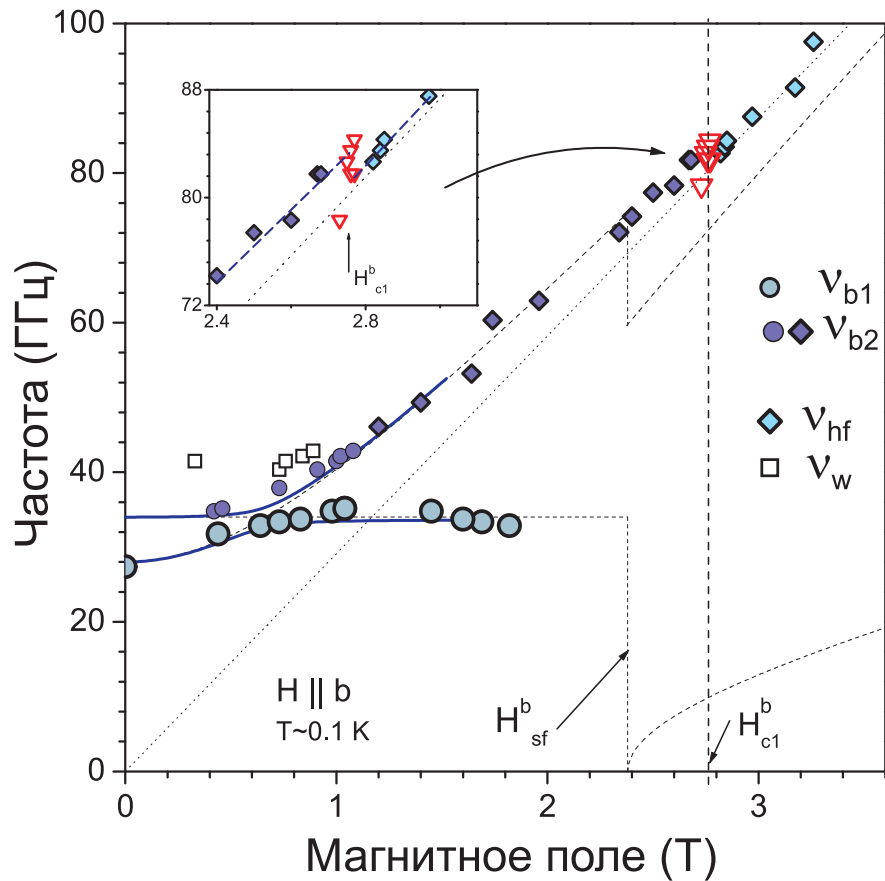 100
80
60
40
20
0
0
1
2
3
Частота (ГГц)
Магнитное поле (T)
88
80
72
2.4
2.8
H^b_c1
ν_b1
ν_b2
ν_hf
ν_w
H || b
T~0.1 K
H^b_sf
H^b_c1